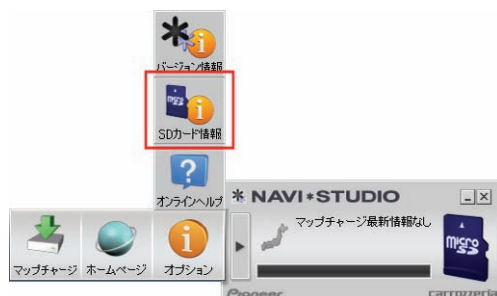 バージョン情報
micro SD
SDカード情報
オンラインヘルプ
* NAVI*STUDIO
マップチャージ最新情報なし
マップチャージ
ホームページ
オプション
micro
Pioneer
carrozzeria